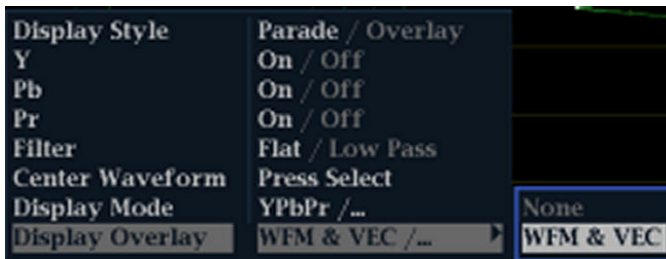 Display Style Parade / Overlay
Y On / Off
Pb On / Off
Pr On / Off
Filter Flat / Low Pass
Center Waveform Press Select
Display Mode YPbPr /...
None
Display Overlay WFM & VEC /... WFM & VEC